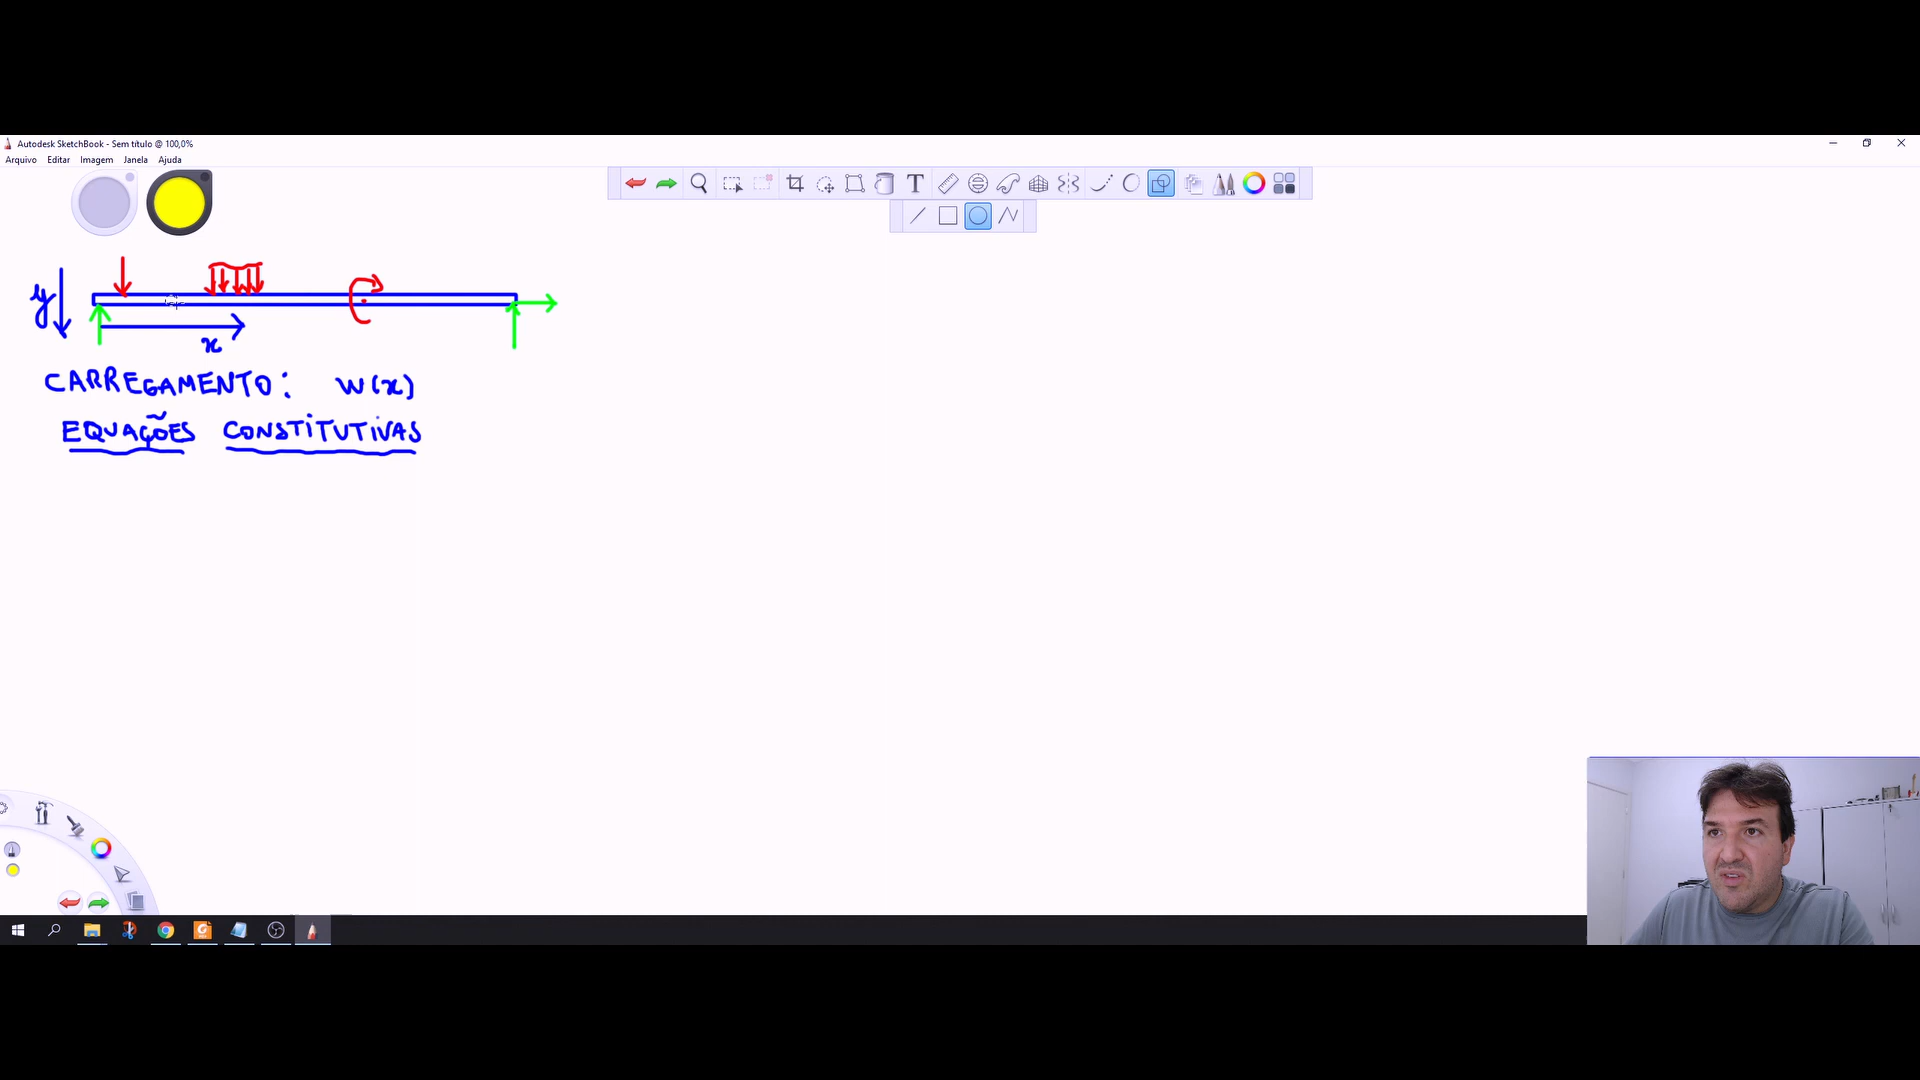 Autodesk SketchBook - Sem título @ 100,0%
Arquivo Editar Imagem Janela Ajuda
T
y
x
CARREGAMENTO: W(x)
EQUAÇÕES CONSTITUTIVAS